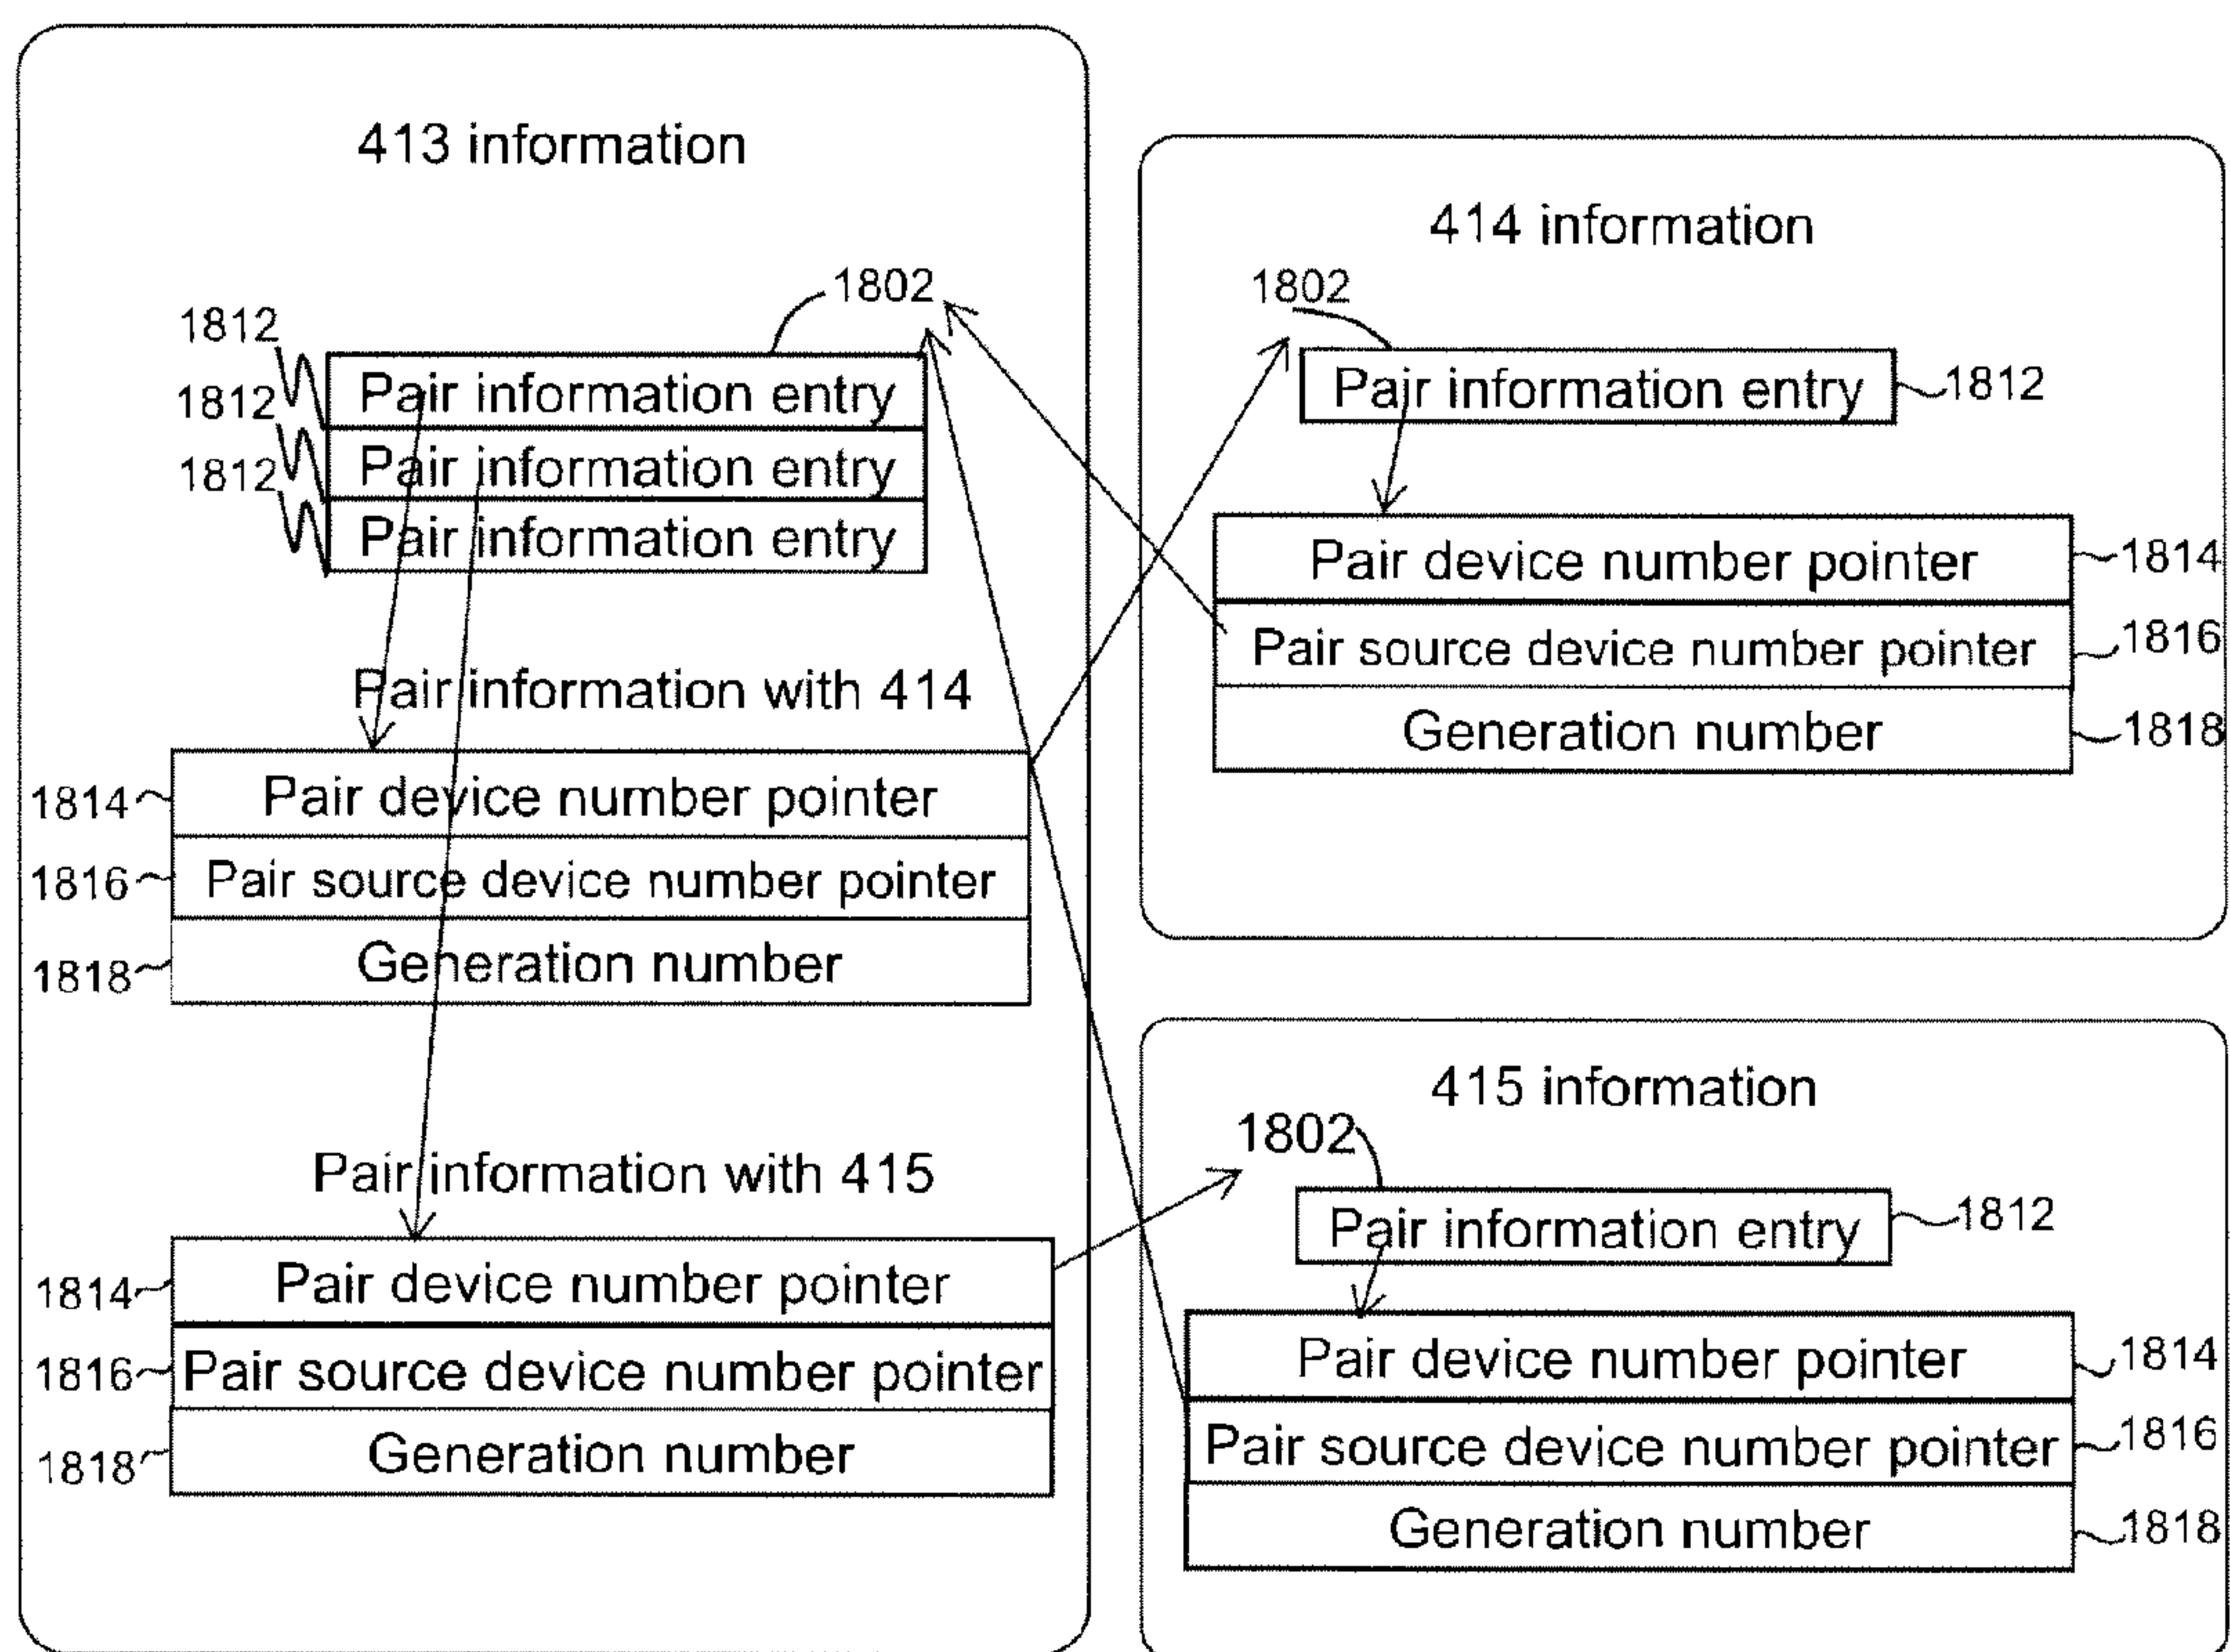 413 information
1802
1812
1812
1812
Pair information entry
Pair information entry
Pair information entry
Pair information with 414
1814 Pair device number pointer
1816 Pair source device number pointer
1818 Generation number
Pair information with 415
1814 Pair device number pointer
1816 Pair source device number pointer
1818 Generation number
414 information
1802
Pair information entry 1812
Pair device number pointer 1814
Pair source device number pointer 1816
Generation number 1818
415 information
1802
Pair information entry 1812
Pair device number pointer 1814
Pair source device number pointer 1816
Generation number 1818